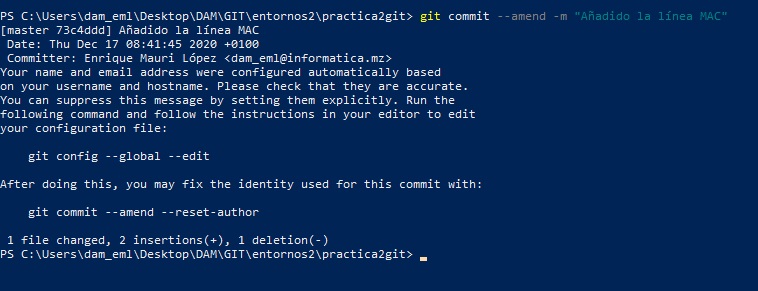 PS C:\Users\dam_eml\Desktop\DAM\GIT\entornos2\practica2git> git commit --amend -m "Añadido la línea MAC"
[master 73c4ddd] Añadido la línea MAC
 Date: Thu Dec 17 08:41:45 2020 +0100
 Committer: Enrique Mauri López <dam_eml@informatica.mz>
Your name and email address were configured automatically based
on your username and hostname. Please check that they are accurate.
You can suppress this message by setting them explicitly. Run the
following command and follow the instructions in your editor to edit
your configuration file:

    git config --global --edit

After doing this, you may fix the identity used for this commit with:

    git commit --amend --reset-author

 1 file changed, 2 insertions(+), 1 deletion(-)
PS C:\Users\dam_eml\Desktop\DAM\GIT\entornos2\practica2git>